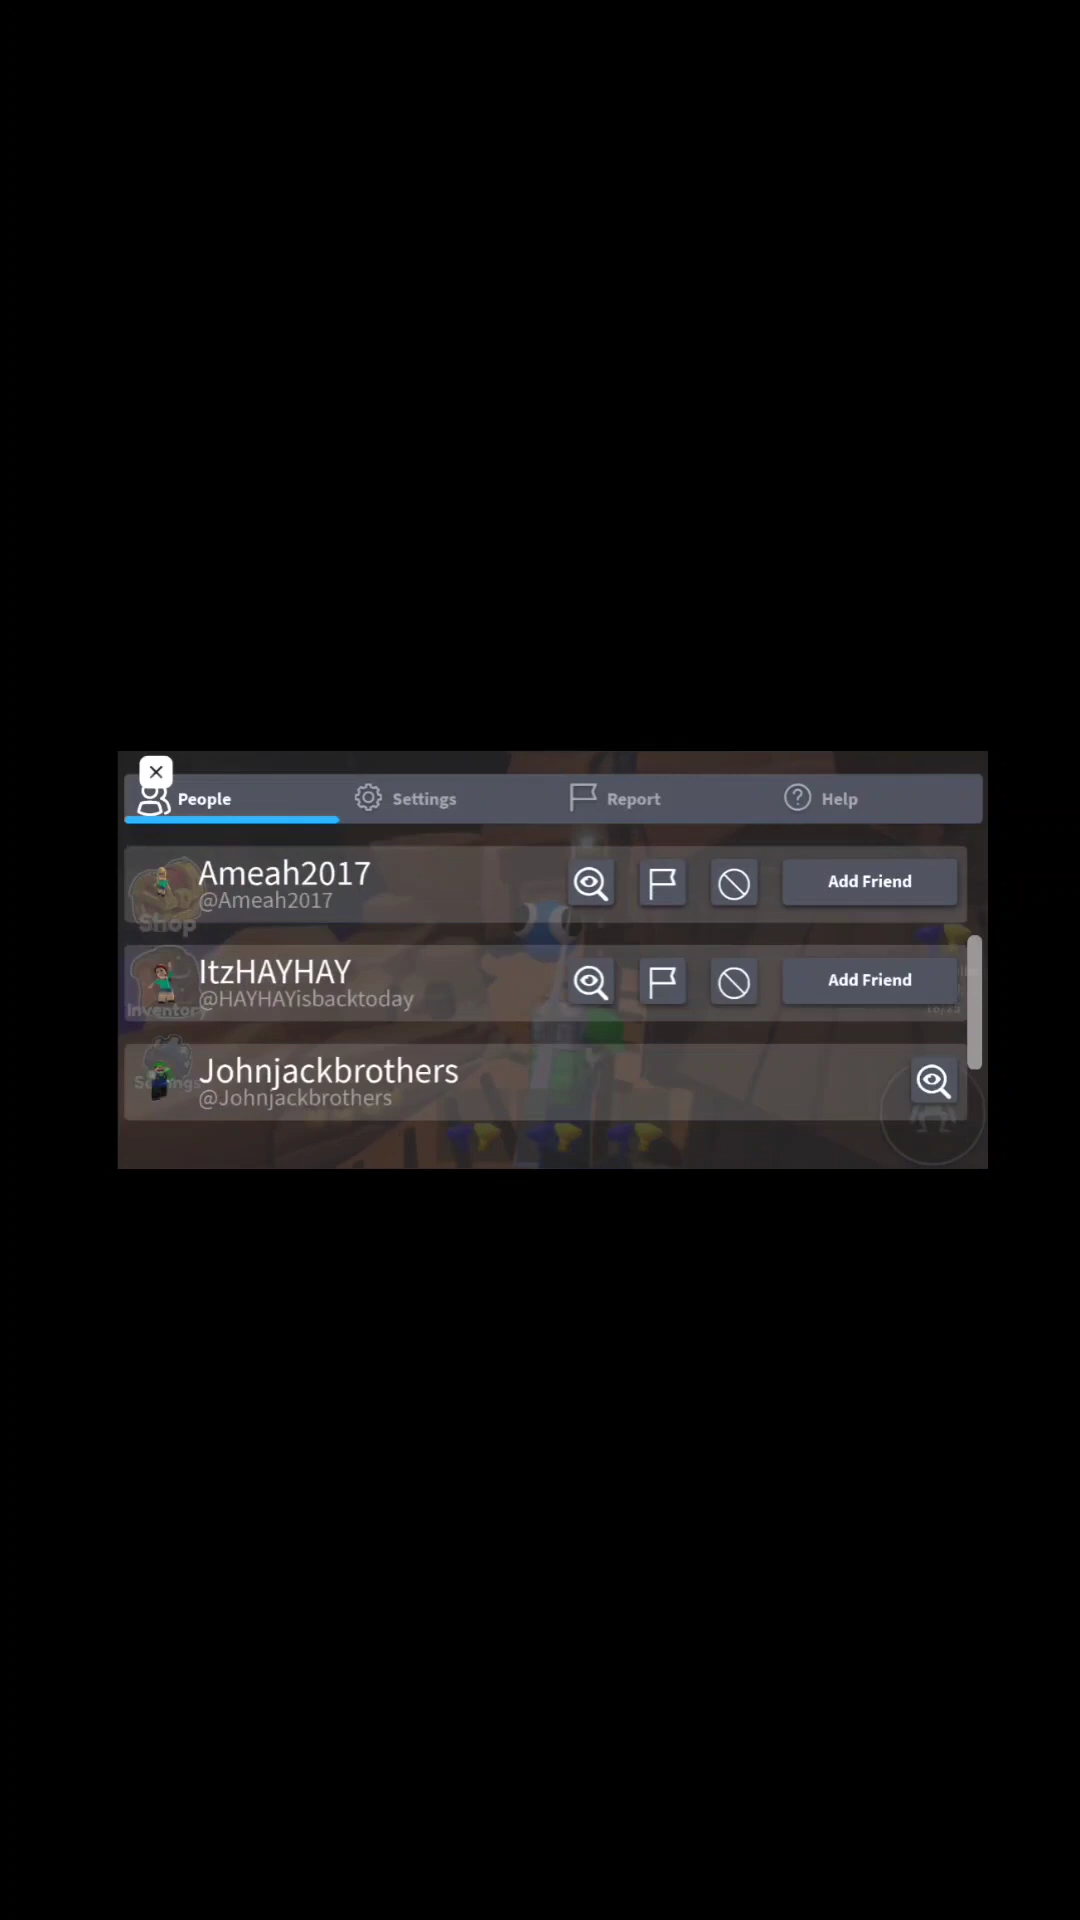 People
Settings
Report
Help
Ameah2017
@Ameah2017
Add Friend
Shop
ItzHAYHAY
@HAYHAYisbacktoday
Add Friend
Inventory
Johnjackbrothers
@Johnjackbrothers